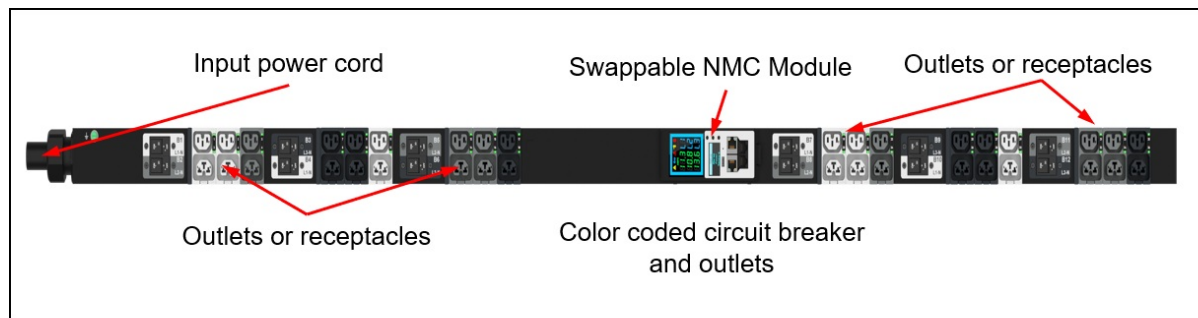 Input power cord
Swappable NMC Module
Outlets or receptacles
Outlets or receptacles
Color coded circuit breaker
and outlets